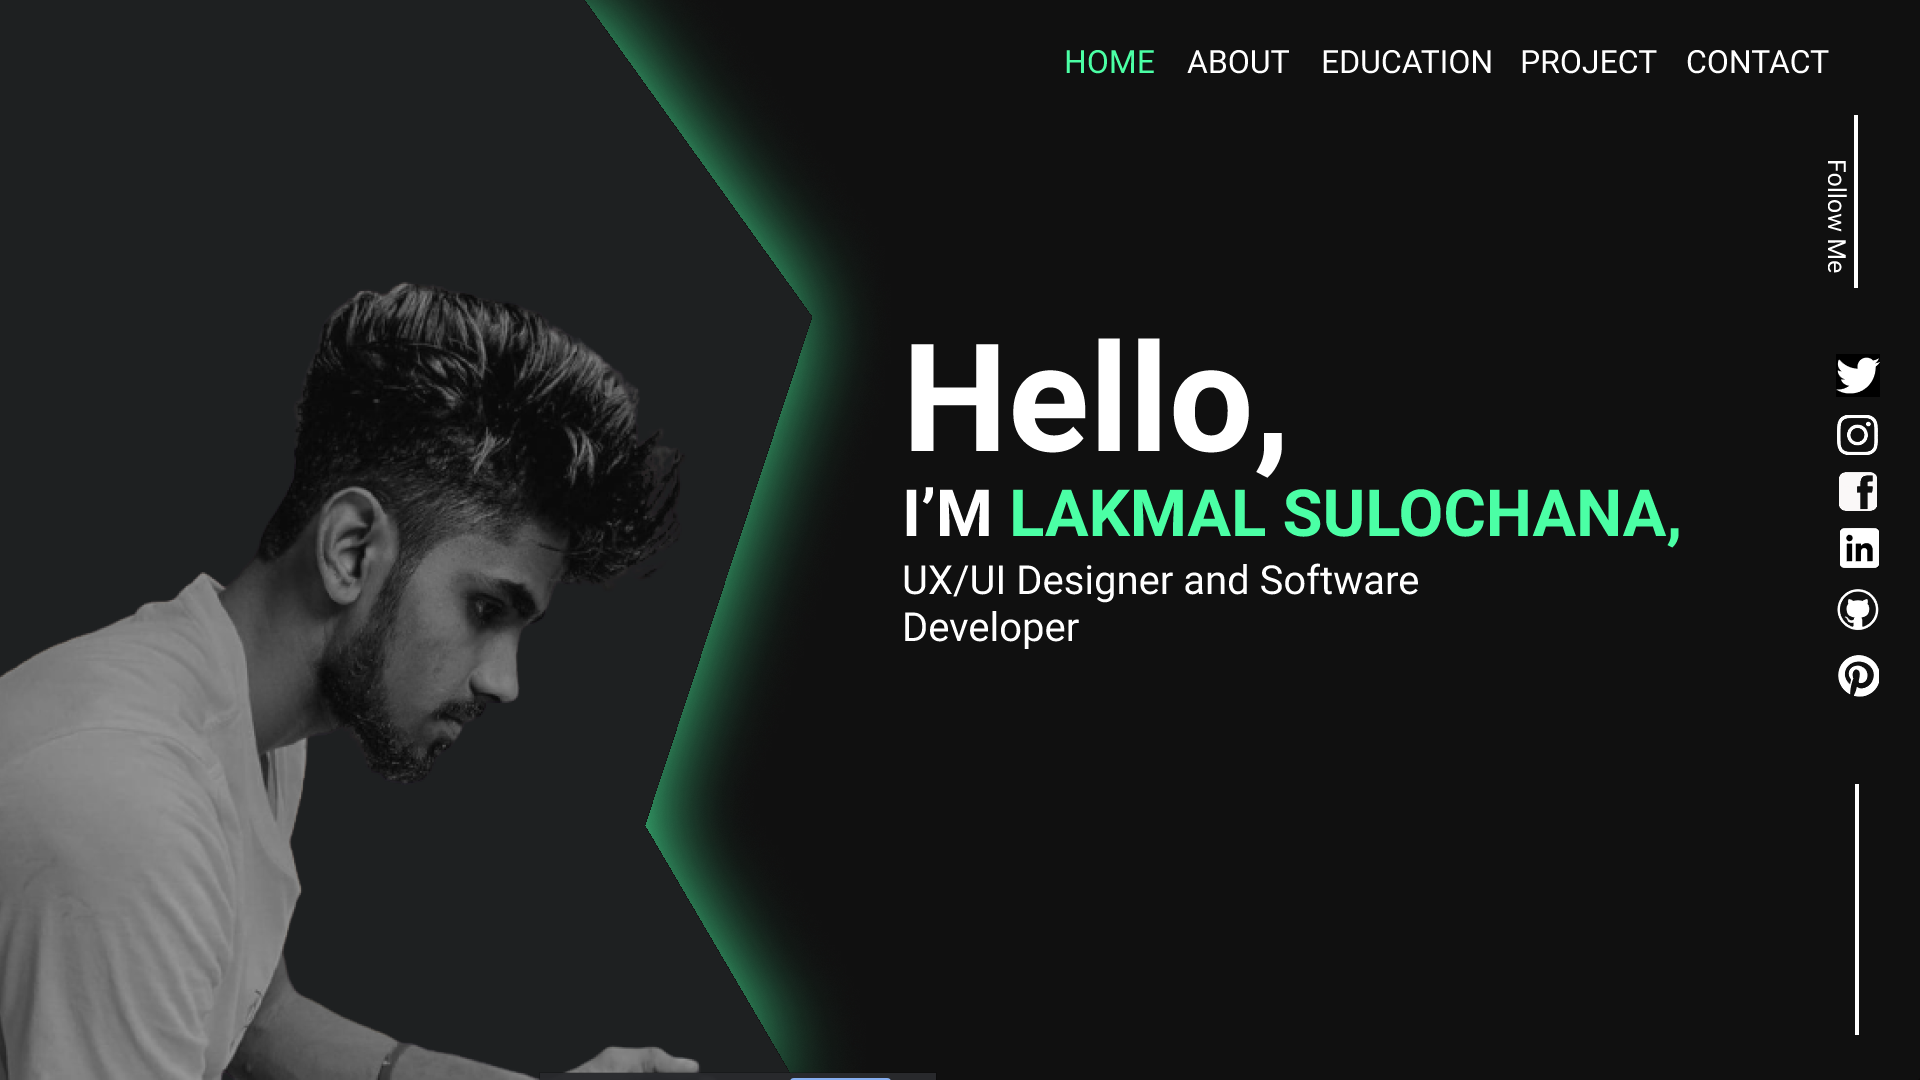 HOME ABOUT EDUCATION PROJECT CONTACT
Follow Me
Hello,
I’M LAKMAL SULOCHANA,
UX/UI Designer and Software
Developer